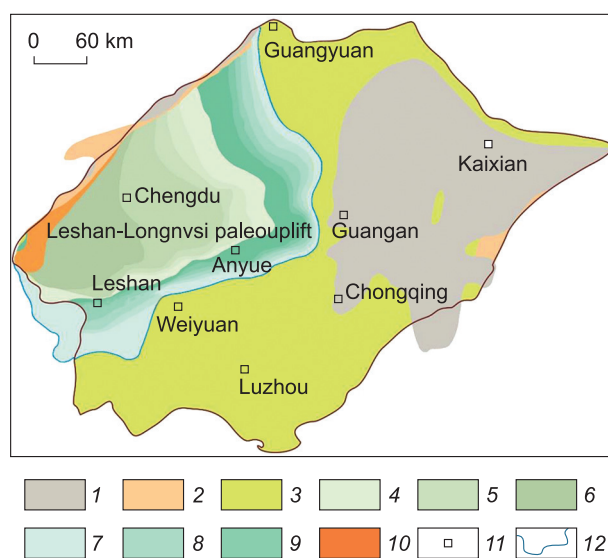 0 60 km
Guangyuan
Kaixian
Chengdu
Leshan-Longnvsi paleouplift
Guangan
Anyue
Leshan
Chongqing
Weiyuan
Luzhou
1 2 3 4 5 6
7 8 9 10 11 12